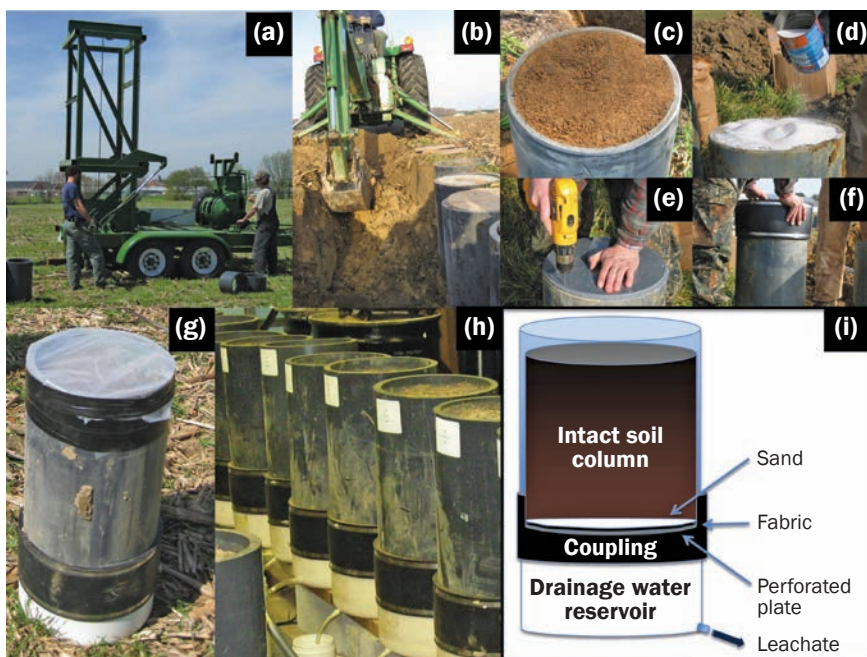 (a)
(b)
(c)
(d)
(e)
(f)
(g)
(h)
(i)
Intact soil
column
Sand
Fabric
Coupling
Perforated
plate
Drainage water
reservoir
Leachate